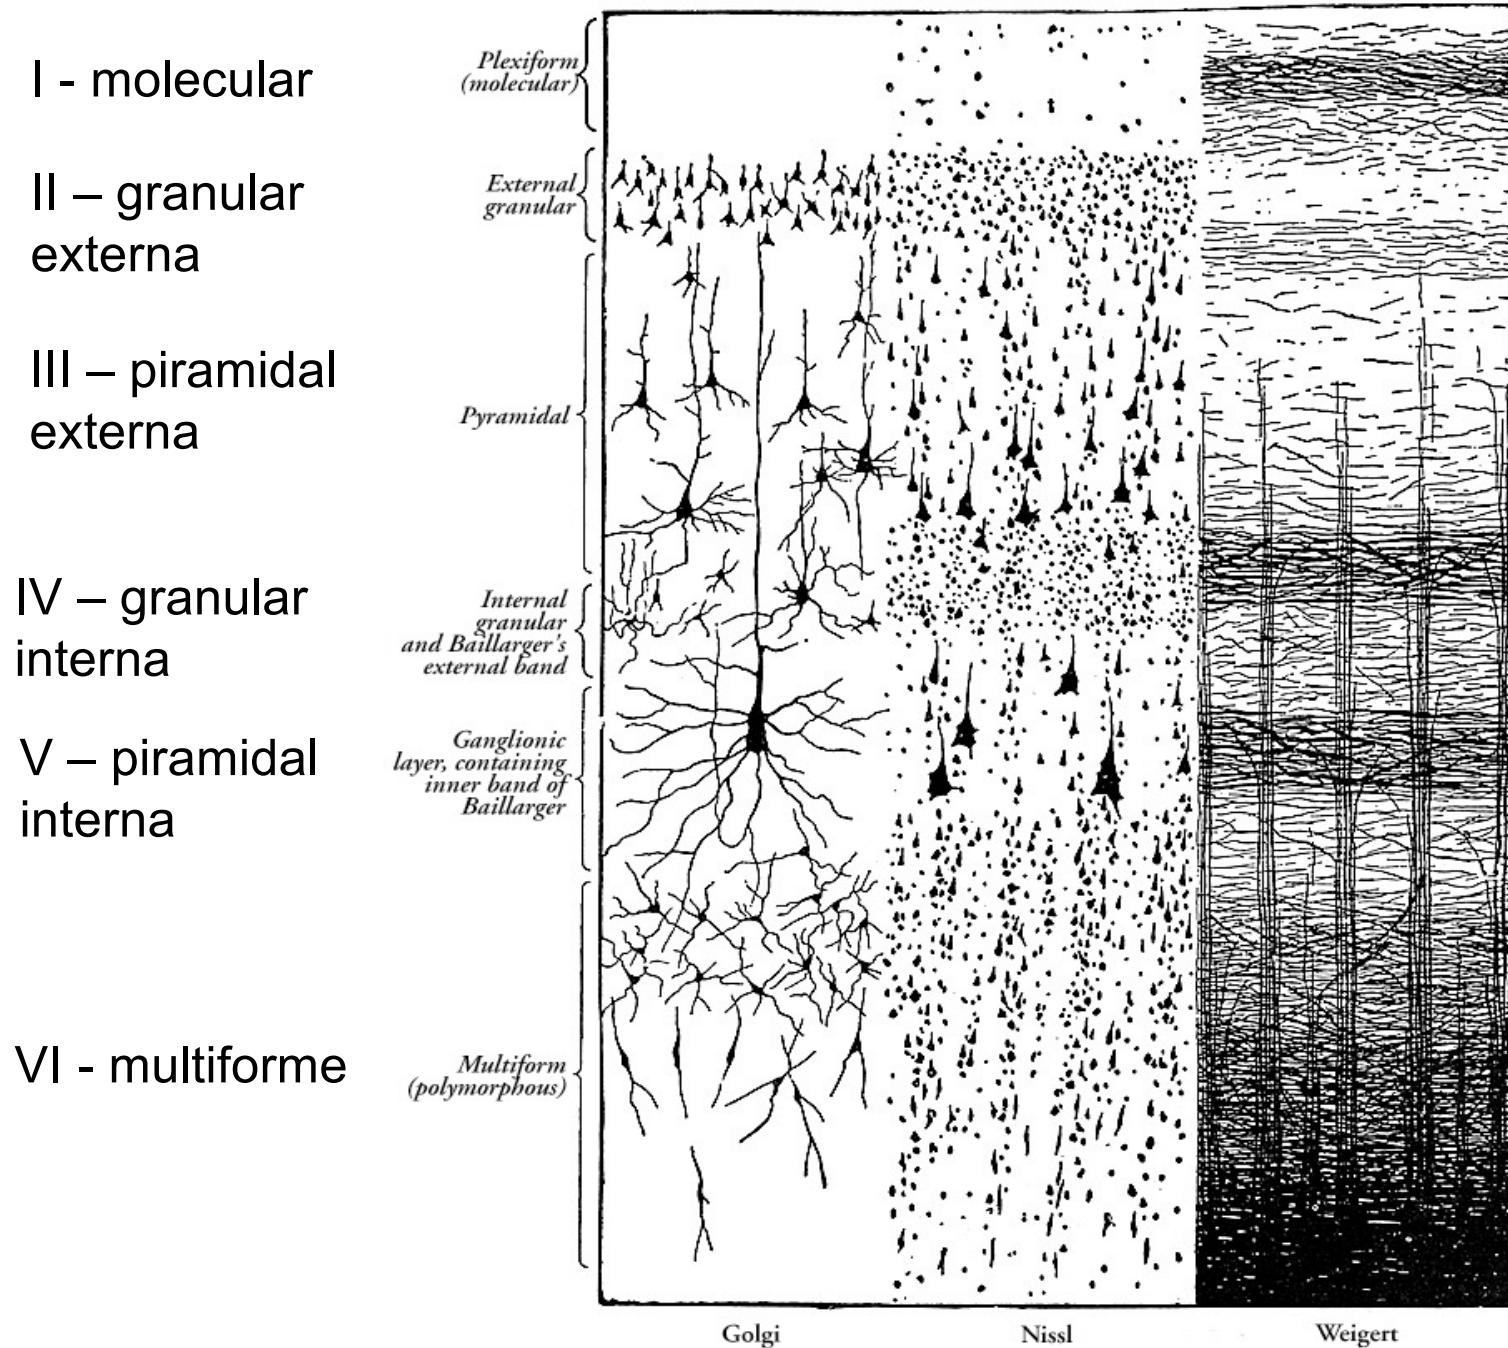 I - molecular
Plexiform
(molecular)
II – granular
externa
External
granular
III – piramidal
externa
Pyramidal
IV – granular
interna
Internal
granular
and Baillarger's
external band
V – piramidal
interna
Ganglionic
layer, containing
inner band of
Baillarger
VI - multiforme
Multiform
(polymorphous)
Golgi
Nissl
Weigert